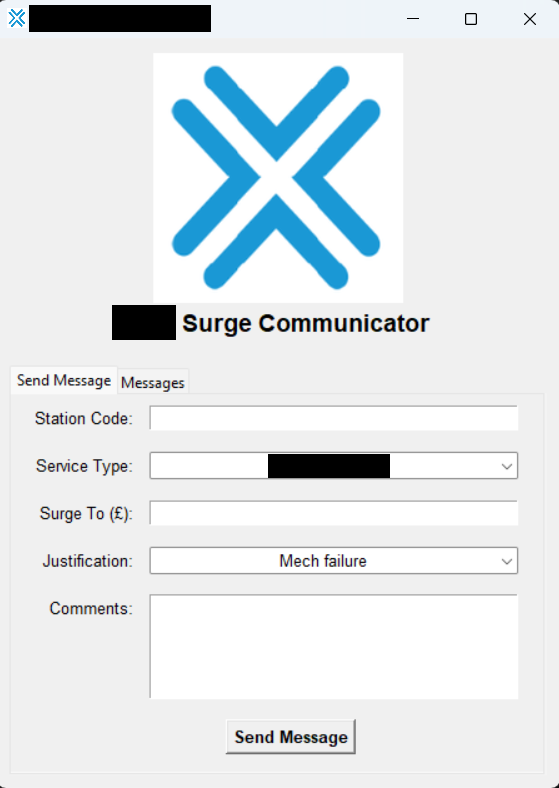 Surge Communicator
Send Message
Messages
Station Code:
Service Type:
Surge To (£):
Justification:
Mech failure
Comments:
Send Message